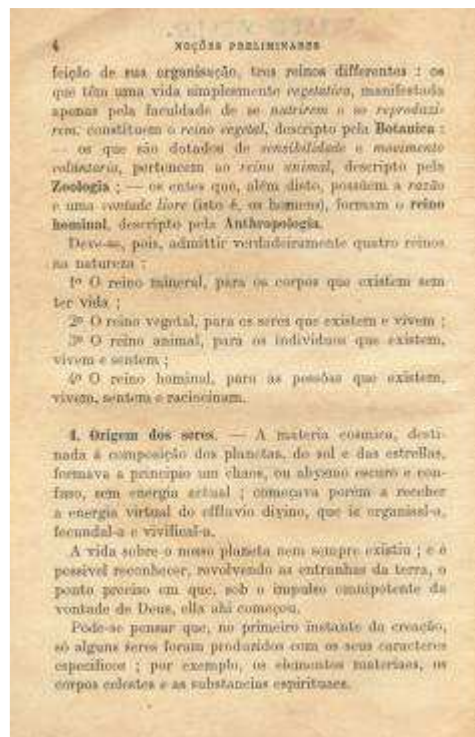 4 NOÇÕES PRELIMINARES
feição de sua organisação, tres reinos differentes : os
que têm uma vida simplesmente vegetativa, manifestada
apenas pela faculdade de se nutrirem e se reproduzi-
rem, constituem o reino vegetal, descripto pela Botanica :
— os que são dotados de sensibilidade e movimento
voluntario, pertencem ao reino animal, descripto pela
Zoologia ; — os entes que, além disto, possúem a razão
e uma vontade livre (isto é, os homens), formam o reino
hominal, descripto pela Anthropologia.
Deve-se, pois, admittir verdadeiramente quatro reinos
na natureza :
1º O reino mineral, para os corpos que existem sem
ter vida ;
2º O reino vegetal, para os seres que existem e vivem ;
3º O reino animal, para os individuos que existem,
vivem e sentem ;
4º O reino hominal, para as pessôas que existem,
vivem, sentem e raciocinam.
4. Origem dos seres. — A materia cosmica, desti-
nada á composição dos planetas, do sol e das estrellas,
formava a principio um chaos, ou abysmo escuro e con-
fuso, sem energia actual ; começava porém a receber
a energia virtual do effluvio divino, que ia organisal-a,
fecundal-a e vivifical-a.
A vida sobre o nosso planeta nem sempre existiu ; e é
possivel reconhecer, revolvendo as entranhas da terra, o
ponto preciso em que, sob o impulso omnipotente da
vontade de Deus, ella ahi começou.
Póde-se pensar que, no primeiro instante da creação,
só alguns seres foram produzidos com os seus caracteres
especificos ; por exemplo, os elementos materiaes, os
corpos celestes e as substancias espirituaes.